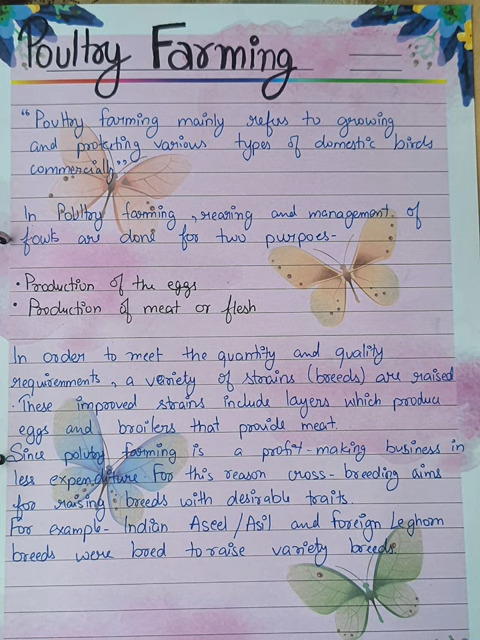 Poultry Farming
"Poultry farming mainly refers to growing
and protecting various types of domestic birds
commercially"
In Poultry farming, rearing and management of
fowls are done for two purpoes-
• Production of the eggs
• Production of meat or flesh
In order to meet the quantity and quality
requirements, a variety of strains (breeds) are raised
. These improved strains include layers which produce
eggs and broilers that provide meat.
Since poultry farming is a profit-making business in
less expenditure. For this reason cross-breeding aims
for raising breeds with desirable traits.
For example- Indian Aseel/Asil and foreign Leghorn
breeds were bred to raise variety breeds